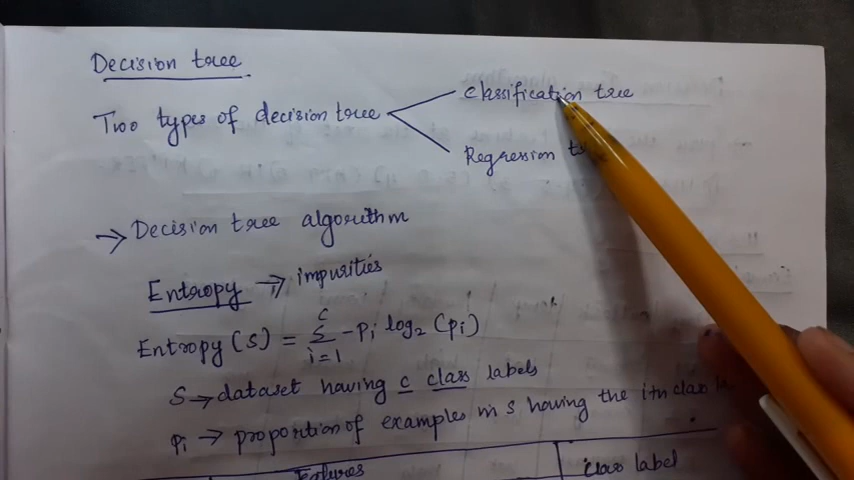 Decision tree
Two types of decision tree
Classification tree
Regression
→ Decision tree algorithm
Entropy → impurities
Entropy (S) = c Σ i=1 -Pi log2 (Pi)
S → dataset having c class labels
Pi → proportion of examples in S having the ith class
Features
class label